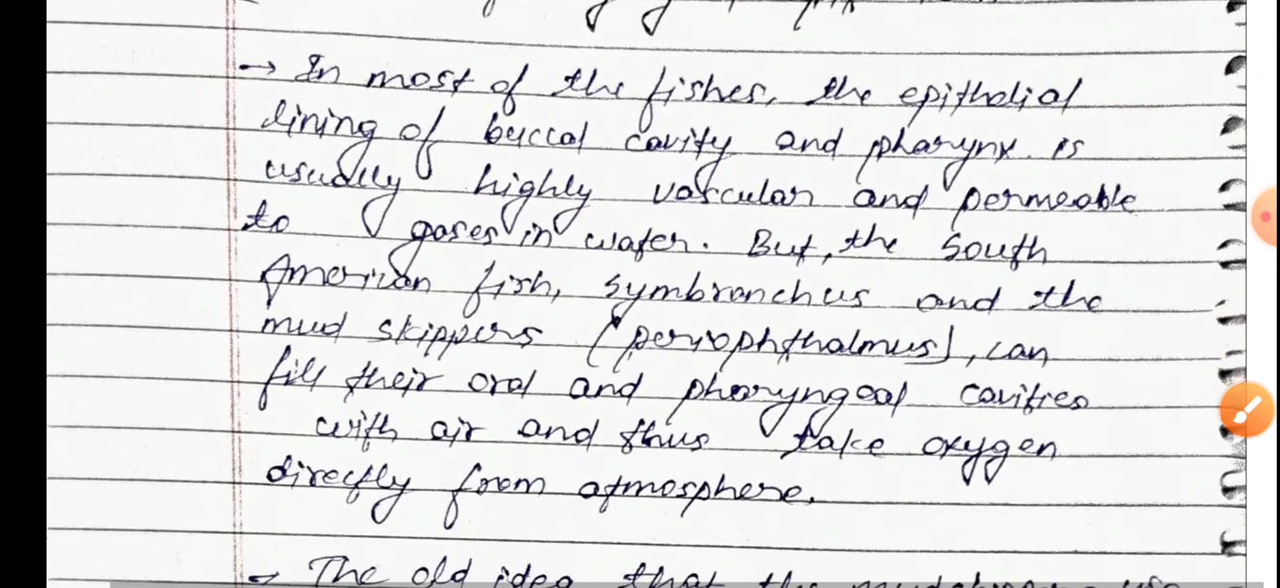 → In most of the fishes, the epithelial
lining of buccal cavity and pharynx is
usually highly vascular and permeable
to gases in water. But, the South
American fish, symbranchus and the
mud skippers (periophthalmus), can
fill their oral and pharyngeal cavities
with air and thus take oxygen
directly from atmosphere.
→ The old idea that the